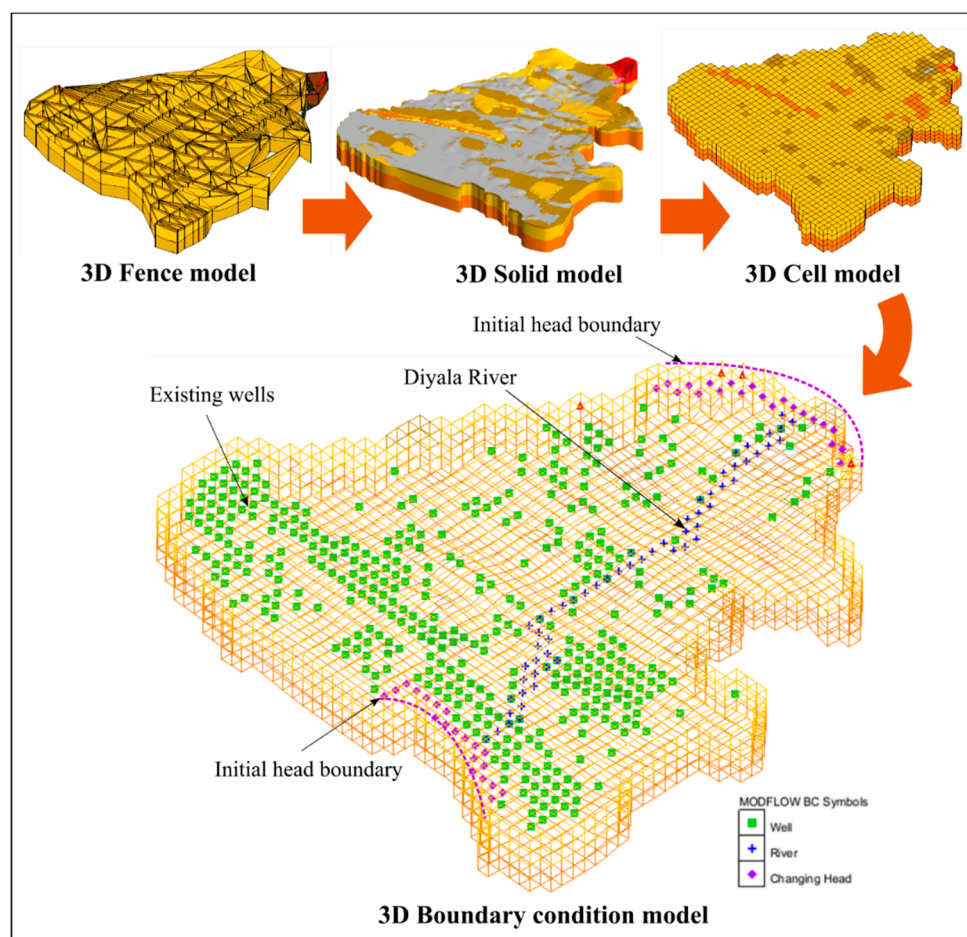 3D Fence model
3D Solid model
3D Cell model
Initial head boundary
Diyala River
Existing wells
Initial head boundary
MODFLOW BC Symbols
Well
River
Changing Head
3D Boundary condition model